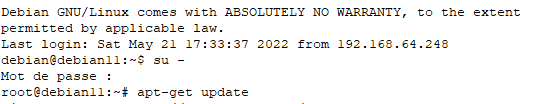 Debian GNU/Linux comes with ABSOLUTELY NO WARRANTY, to the extent
permitted by applicable law.
Last login: Sat May 21 17:33:37 2022 from 192.168.64.248
debian@debian11:~$ su -
Mot de passe :
root@debian11:~# apt-get update